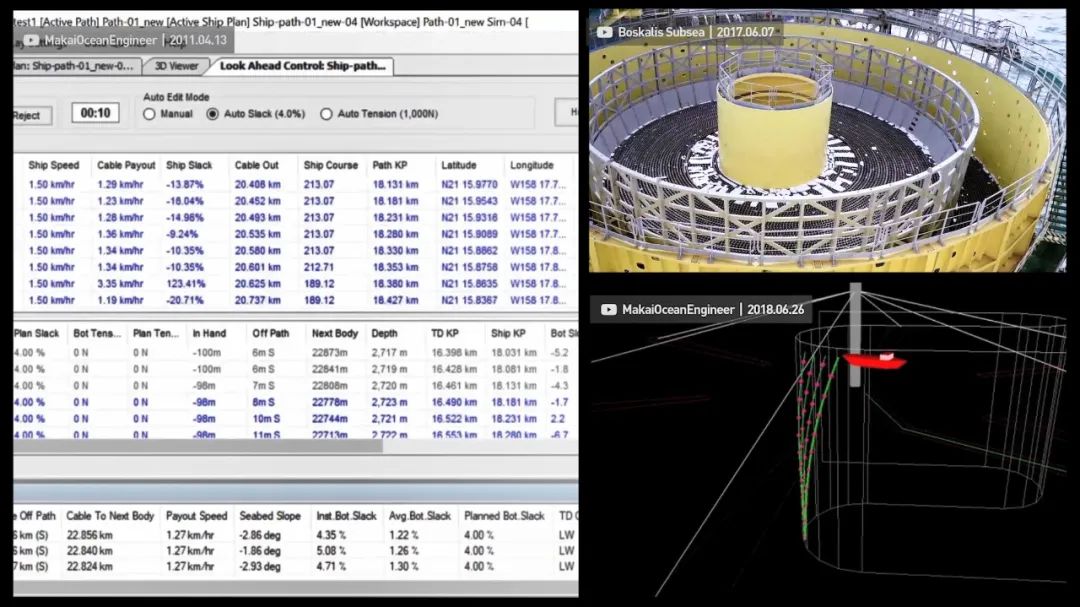 test1 [Active Path] Path-01_new [Active Ship Plan] Ship-path-01_new-04 [Workspace] Path-01_new Sim-04 [
MakaiOceanEngineer | 2011.04.13
lan: Ship-path-01_new-0... 3D Viewer Look Ahead Control: Ship-path...
Auto Edit Mode
Reject 00:10 Manual Auto Slack (4.0%) Auto Tension (1,000N)
Ship Speed Cable Payout Ship Slack Cable Out Ship Course Path KP Latitude Longitude
1.50 km/hr 1.29 km/hr -13.87% 20.408 km 213.07 18.131 km N21 15.9770 W158 17.7...
1.50 km/hr 1.23 km/hr -16.04% 20.452 km 213.07 18.181 km N21 15.9543 W158 17.7...
1.50 km/hr 1.28 km/hr -14.96% 20.493 km 213.07 18.231 km N21 15.9316 W158 17.7...
1.50 km/hr 1.36 km/hr -9.24% 20.535 km 213.07 18.280 km N21 15.9089 W158 17.7...
1.50 km/hr 1.34 km/hr -10.35% 20.580 km 213.07 18.330 km N21 15.8862 W158 17.8...
1.50 km/hr 1.34 km/hr -10.35% 20.601 km 212.71 18.353 km N21 15.8758 W158 17.8...
1.50 km/hr 3.35 km/hr 123.41% 20.625 km 189.12 18.380 km N21 15.8635 W158 17.8...
1.50 km/hr 1.19 km/hr -20.71% 20.737 km 189.12 18.427 km N21 15.8367 W158 17.8...
Plan Slack Bot Tens... Plan Ten... In Hand Off Path Next Body Depth TD KP Ship KP Bot Sl
4.00 % 0 N 0 N -100m 6m S 22873m 2,717 m 16.398 km 18.031 km -5.2
4.00 % 0 N 0 N -100m 6m S 22841m 2,719 m 16.428 km 18.081 km -1.8
4.00 % 0 N 0 N -98m 7m S 22808m 2,720 m 16.461 km 18.131 km -4.3
4.00 % 0 N 0 N -98m 8m S 22778m 2,723 m 16.490 km 18.181 km -1.7
4.00 % 0 N 0 N -98m 10m S 22744m 2,721 m 16.522 km 18.231 km 2.2
4.00 % 0 N 0 N -98m 11m S 22713m 2,722 m 16.553 km 18.280 km -6.7
e Off Path Cable To Next Body Payout Speed Seabed Slope Inst.Bot.Slack Avg.Bot.Slack Planned Bot.Slack TD
6 km (S) 22.856 km 1.27 km/hr -2.86 deg 4.35 % 1.22 % 4.00 % LW
6 km (S) 22.840 km 1.27 km/hr -1.86 deg 5.08 % 1.26 % 4.00 % LW
7 km (S) 22.824 km 1.27 km/hr -2.93 deg 4.71 % 1.30 % 4.00 % LW
Boskalis Subsea | 2017.06.07
MakaiOceanEngineer | 2018.06.26